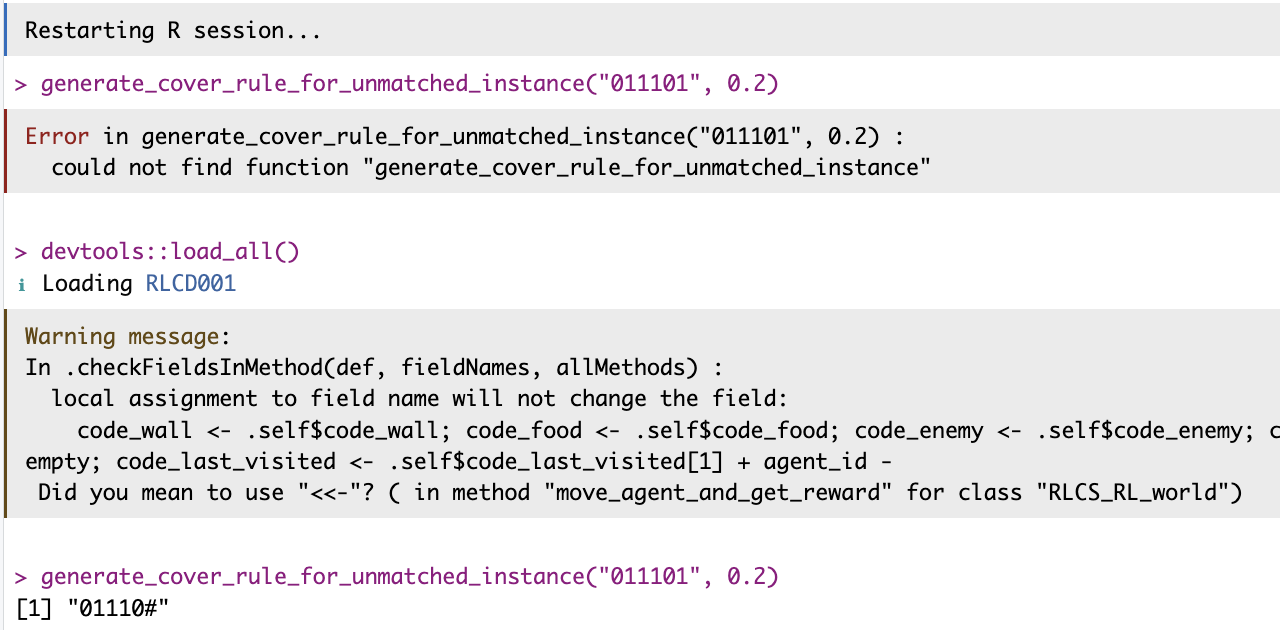 Restarting R session...
> generate_cover_rule_for_unmatched_instance("011101", 0.2)
Error in generate_cover_rule_for_unmatched_instance("011101", 0.2) :
could not find function "generate_cover_rule_for_unmatched_instance"
> devtools::load_all()
ℹ Loading RLCD001
Warning message:
In .checkFieldsInMethod(def, fieldNames, allMethods) :
local assignment to field name will not change the field:
code_wall <- .self$code_wall; code_food <- .self$code_food; code_enemy <- .self$code_enemy; c
empty; code_last_visited <- .self$code_last_visited[1] + agent_id -
Did you mean to use "<<-"? ( in method "move_agent_and_get_reward" for class "RLCS_RL_world")
> generate_cover_rule_for_unmatched_instance("011101", 0.2)
[1] "01110#"